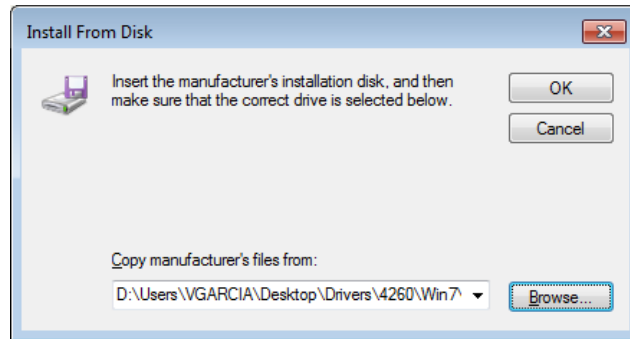 Install From Disk
Insert the manufacturer's installation disk, and then
make sure that the correct drive is selected below.
OK
Cancel
Copy manufacturer's files from:
D:\Users\VGARCIA\Desktop\Drivers\4260\Win7\
Browse...